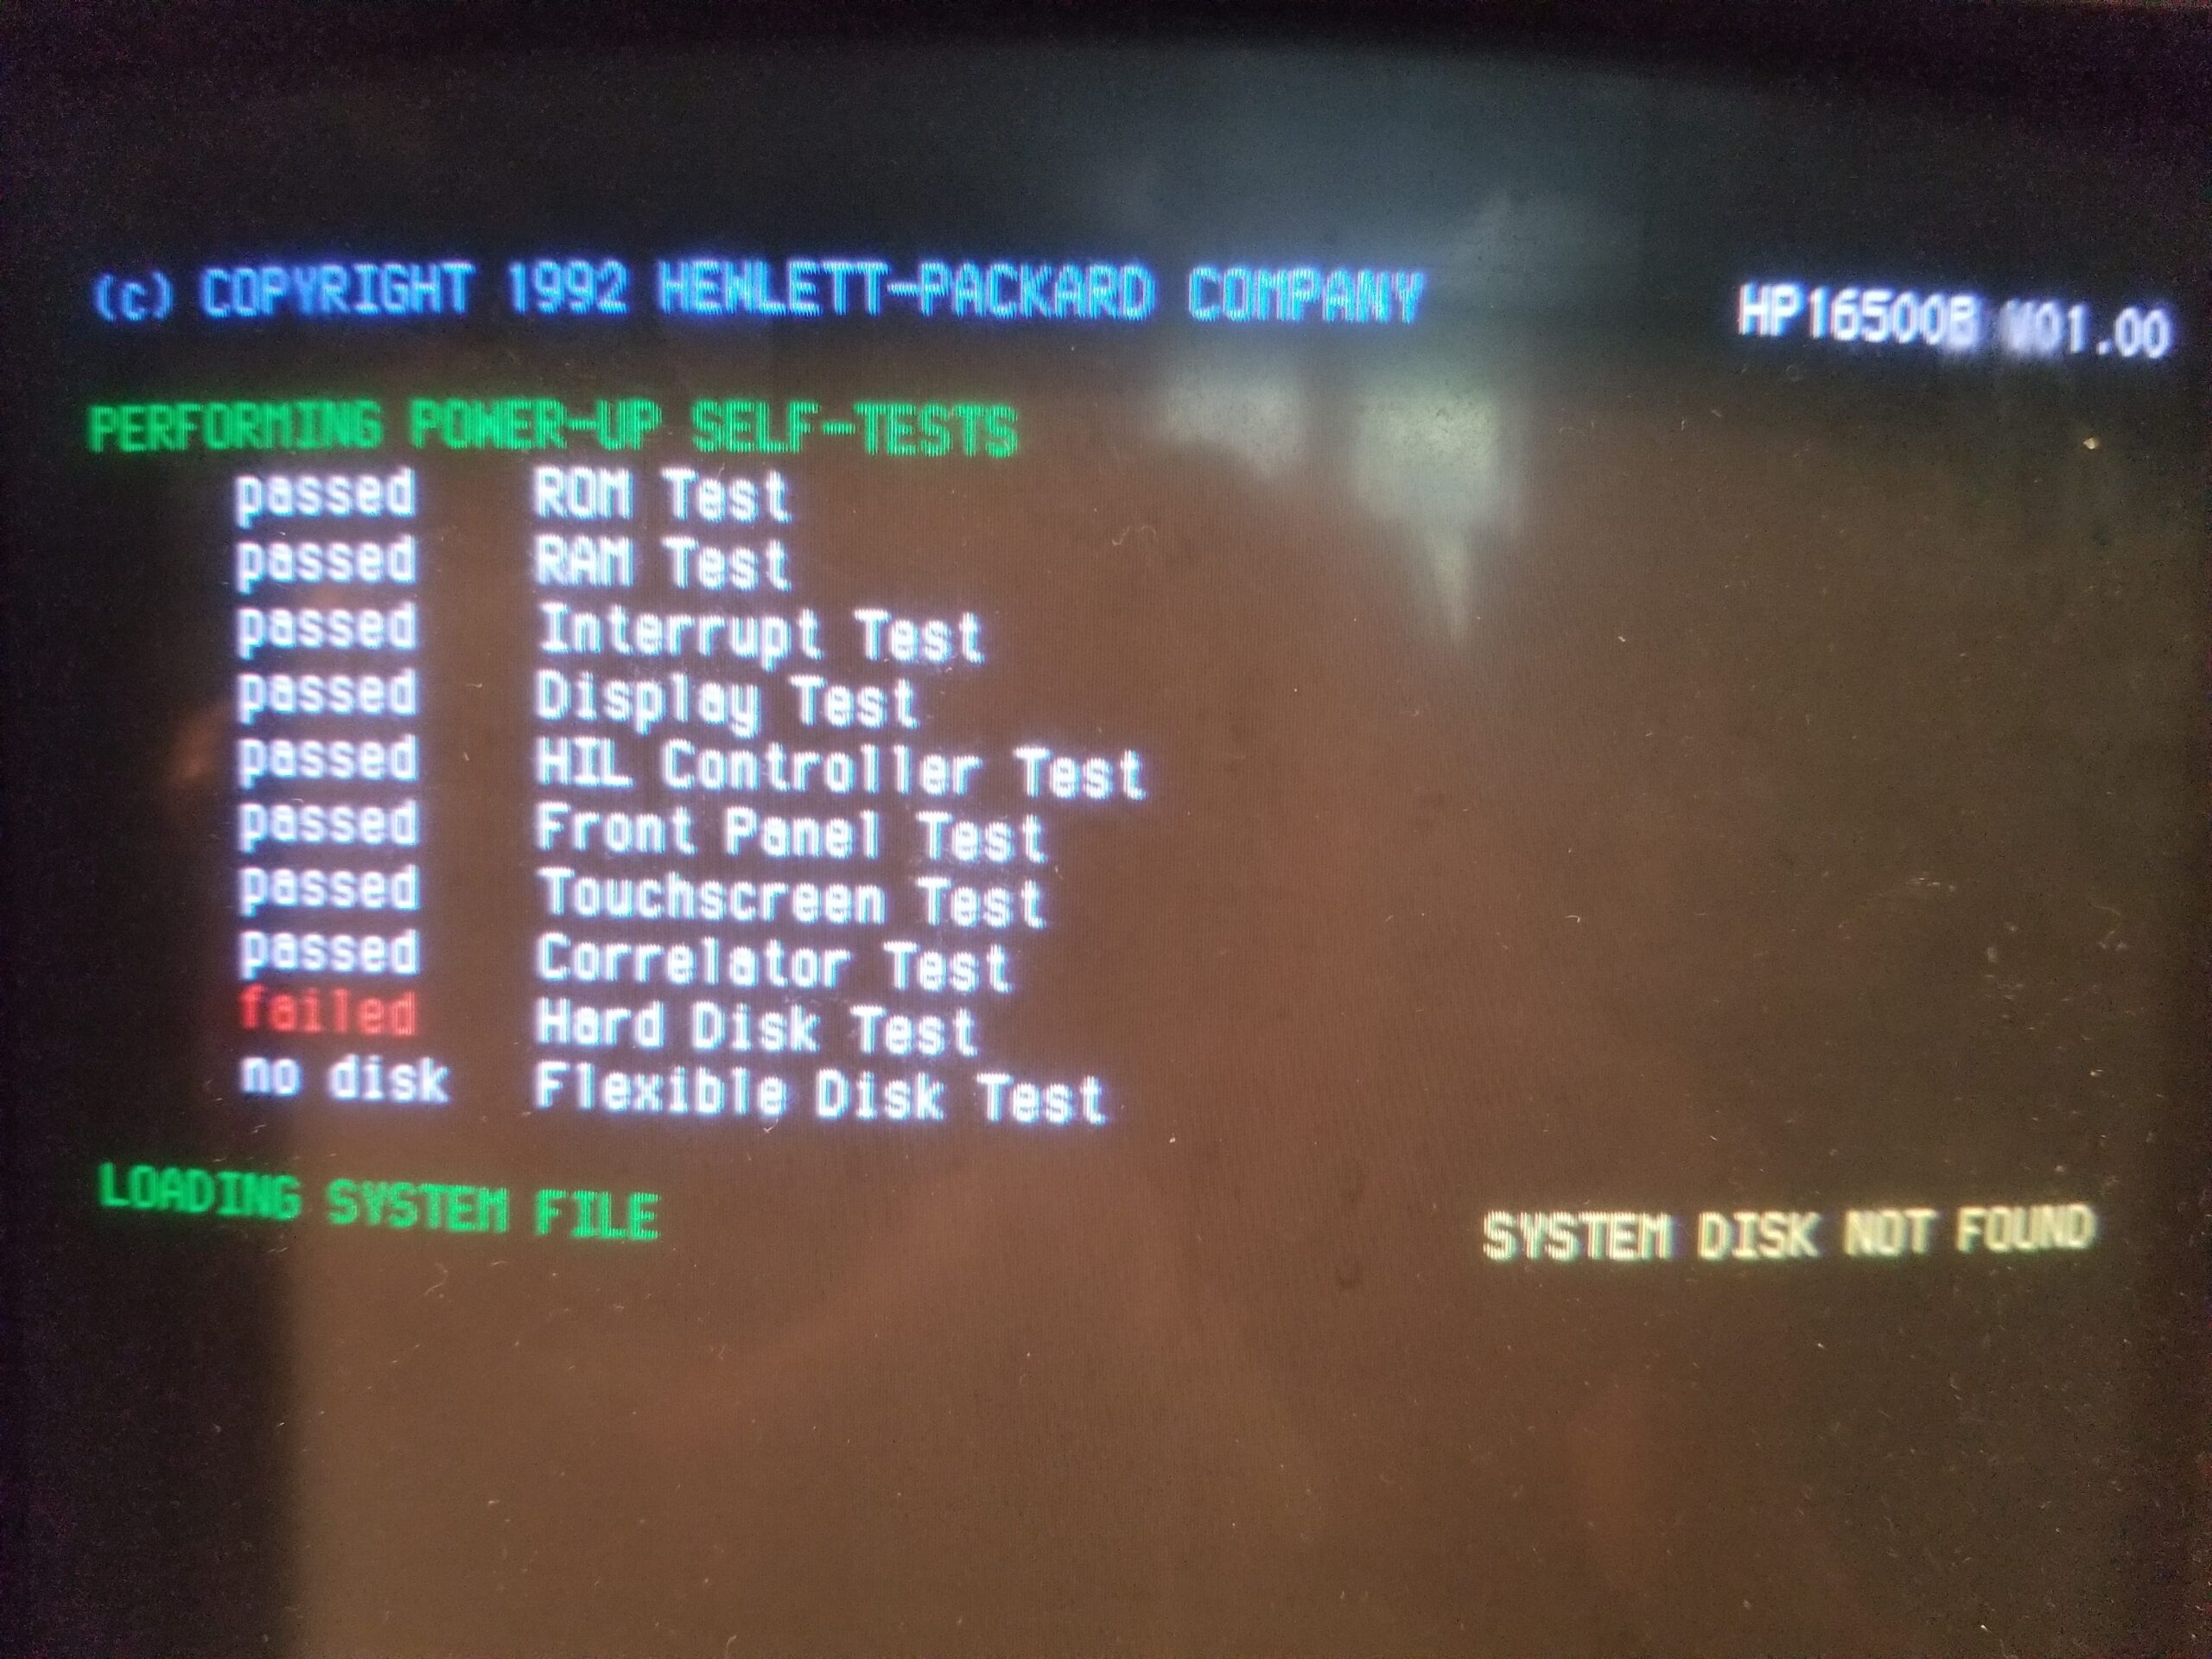 (c) COPYRIGHT 1992 HEWLETT-PACKARD COMPANY HP16500B V01.00
PERFORMING POWER-UP SELF-TESTS
passed ROM Test
passed RAM Test
passed Interrupt Test
passed Display Test
passed HIL Controller Test
passed Front Panel Test
passed Touchscreen Test
passed Correlator Test
failed Hard Disk Test
no disk Flexible Disk Test
LOADING SYSTEM FILE SYSTEM DISK NOT FOUND